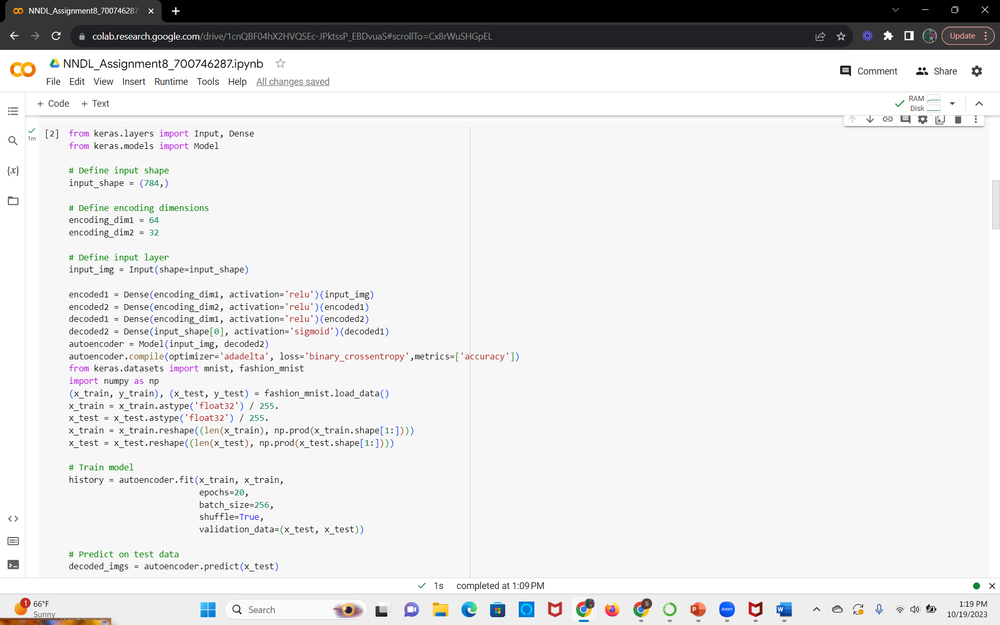 NNDL_Assignment8_700746287.
colab.research.google.com/drive/1cnQBF04hX2HVQSEc-JPktssP_EBDvuaS#scrollTo=Cx8rWuSHGpEL
Update
NNDL_Assignment8_700746287.ipynb
Comment
Share
File Edit View Insert Runtime Tools Help All changes saved
+ Code + Text
RAM
Disk
1m
[2] from keras.layers import Input, Dense
from keras.models import Model
# Define input shape
input_shape = (784,)
# Define encoding dimensions
encoding_dim1 = 64
encoding_dim2 = 32
# Define input layer
input_img = Input(shape=input_shape)
encoded1 = Dense(encoding_dim1, activation='relu')(input_img)
encoded2 = Dense(encoding_dim2, activation='relu')(encoded1)
decoded1 = Dense(encoding_dim1, activation='relu')(encoded2)
decoded2 = Dense(input_shape[0], activation='sigmoid')(decoded1)
autoencoder = Model(input_img, decoded2)
autoencoder.compile(optimizer='adadelta', loss='binary_crossentropy',metrics=['accuracy'])
from keras.datasets import mnist, fashion_mnist
import numpy as np
(x_train, y_train), (x_test, y_test) = fashion_mnist.load_data()
x_train = x_train.astype('float32') / 255.
x_test = x_test.astype('float32') / 255.
x_train = x_train.reshape((len(x_train), np.prod(x_train.shape[1:])))
x_test = x_test.reshape((len(x_test), np.prod(x_test.shape[1:])))
# Train model
history = autoencoder.fit(x_train, x_train,
epochs=20,
batch_size=256,
shuffle=True,
validation_data=(x_test, x_test))
# Predict on test data
decoded_imgs = autoencoder.predict(x_test)
1s completed at 1:09 PM
1
66°F
Sunny
Search
S
zoom
1:19 PM
10/19/2023